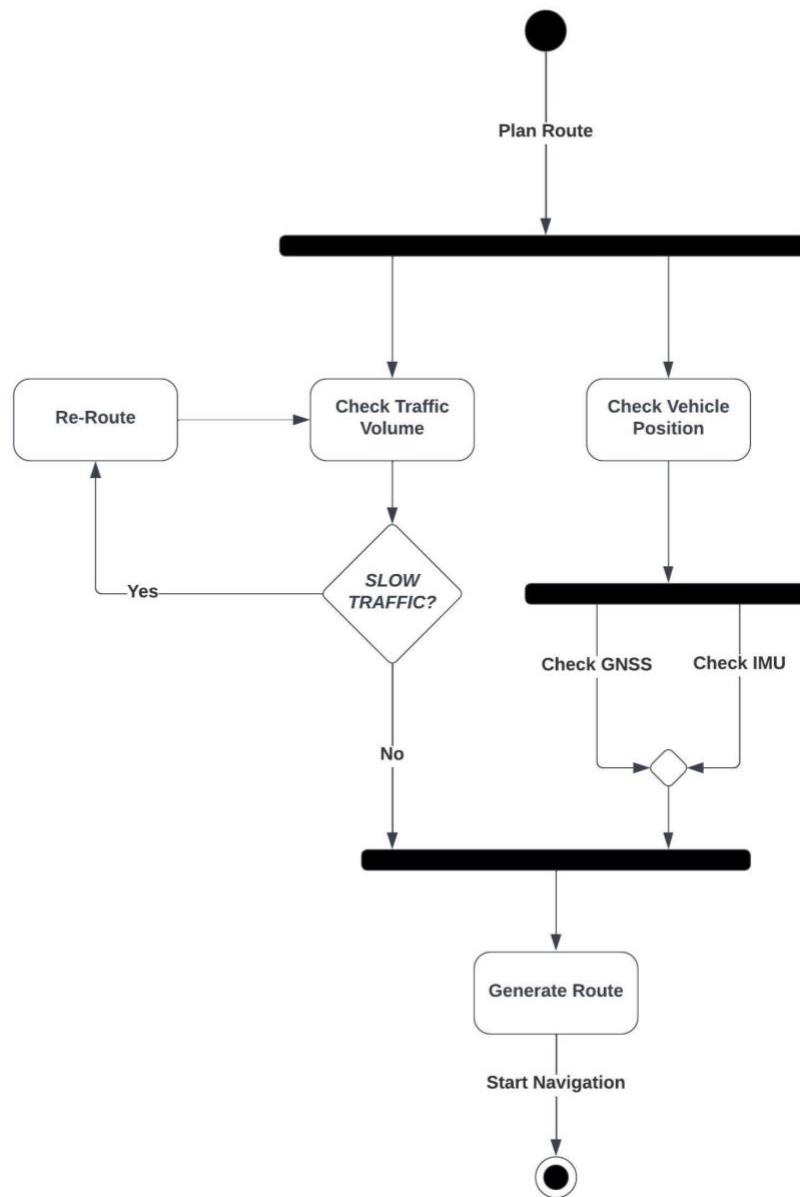 Plan Route
Re-Route
Check Traffic
Volume
Check Vehicle
Position
SLOW
TRAFFIC?
Yes
Check GNSS
Check IMU
No
Generate Route
Start Navigation